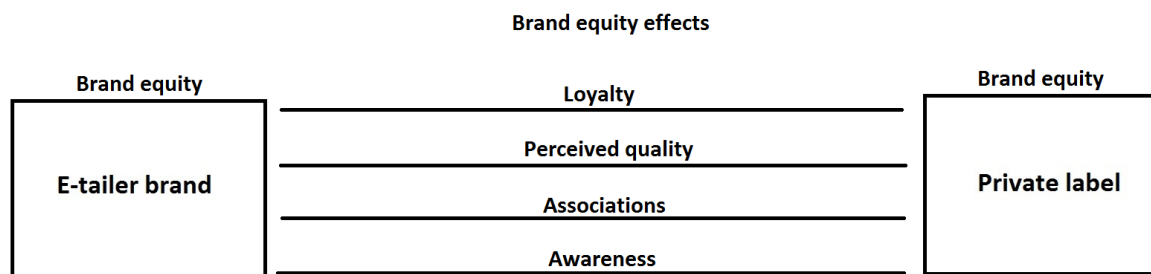 Brand equity effects
Brand equity
Brand equity
Loyalty
Perceived quality
E-tailer brand
Private label
Associations
Awareness